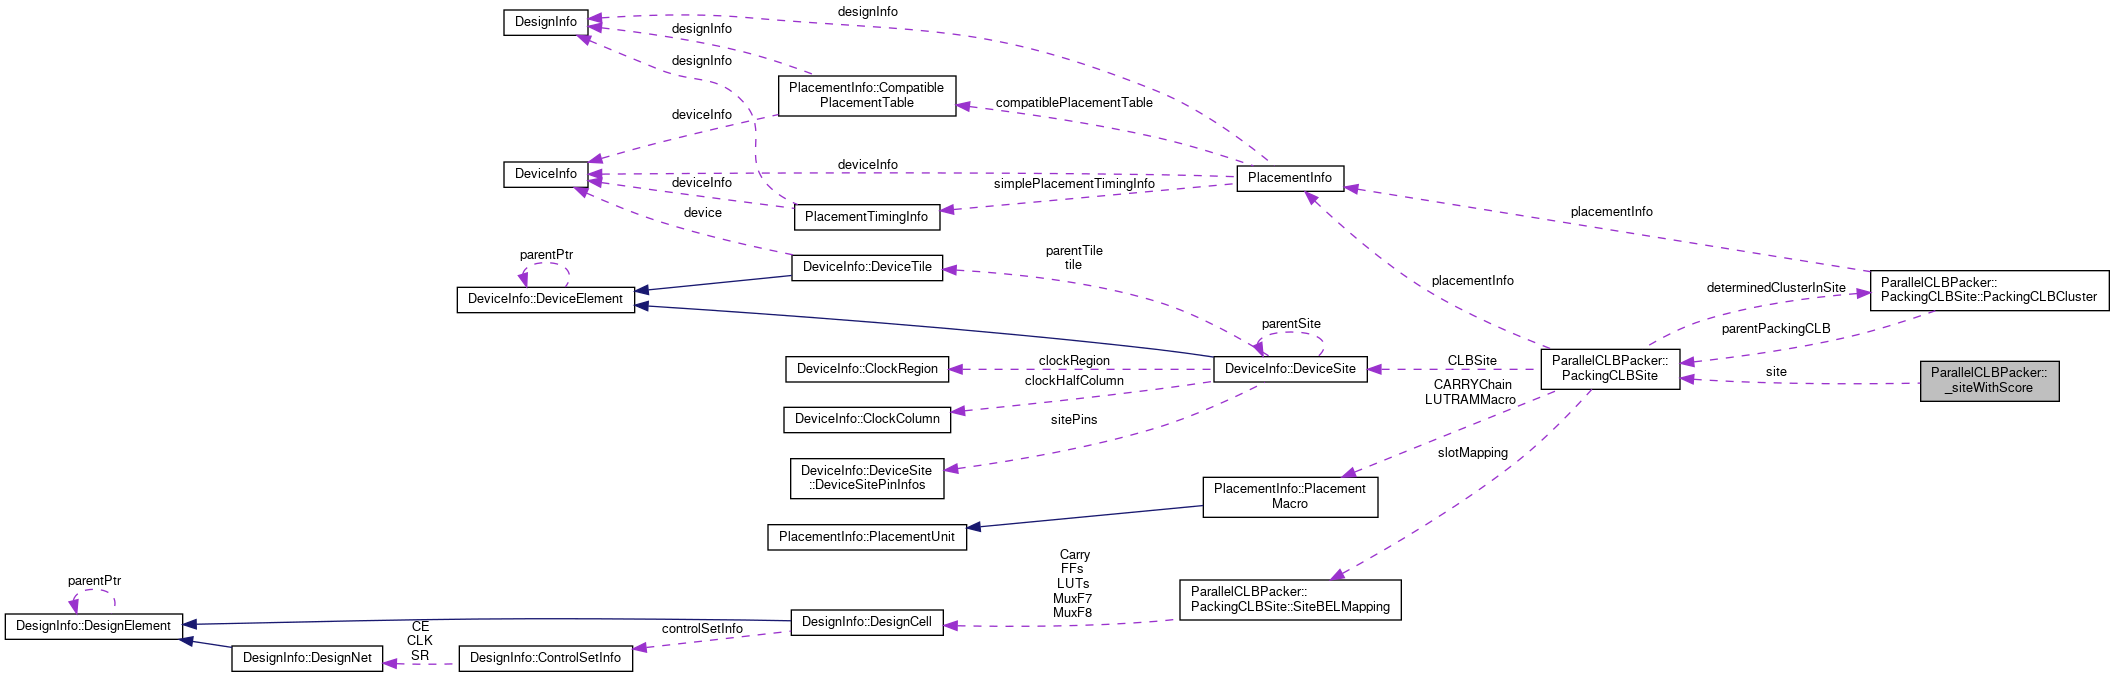 DesignInfo
designInfo
designInfo
designInfo
PlacementInfo::Compatible
PlacementTable
compatiblePlacementTable
deviceInfo
DeviceInfo
deviceInfo
deviceInfo
simplePlacementTimingInfo
PlacementInfo
PlacementTimingInfo
device
placementInfo
parentPtr
DeviceInfo::DeviceTile
parentTile
tile
DeviceInfo::DeviceElement
placementInfo
determinedClusterInSite
ParallelCLBPacker::
PackingCLBSite::PackingCLBCluster
parentSite
parentPackingCLB
DeviceInfo::ClockRegion
clockRegion
DeviceInfo::DeviceSite
CLBSite
ParallelCLBPacker::
PackingCLBSite
site
ParallelCLBPacker::
_siteWithScore
clockHalfColumn
CARRYChain
LUTRAMMacro
DeviceInfo::ClockColumn
sitePins
slotMapping
DeviceInfo::DeviceSite
::DeviceSitePinInfos
PlacementInfo::Placement
Macro
PlacementInfo::PlacementUnit
Carry
FFs
LUTs
MuxF7
MuxF8
ParallelCLBPacker::
PackingCLBSite::SiteBELMapping
parentPtr
DesignInfo::DesignElement
DesignInfo::DesignCell
controlSetInfo
CE
CLK
SR
DesignInfo::DesignNet
DesignInfo::ControlSetInfo